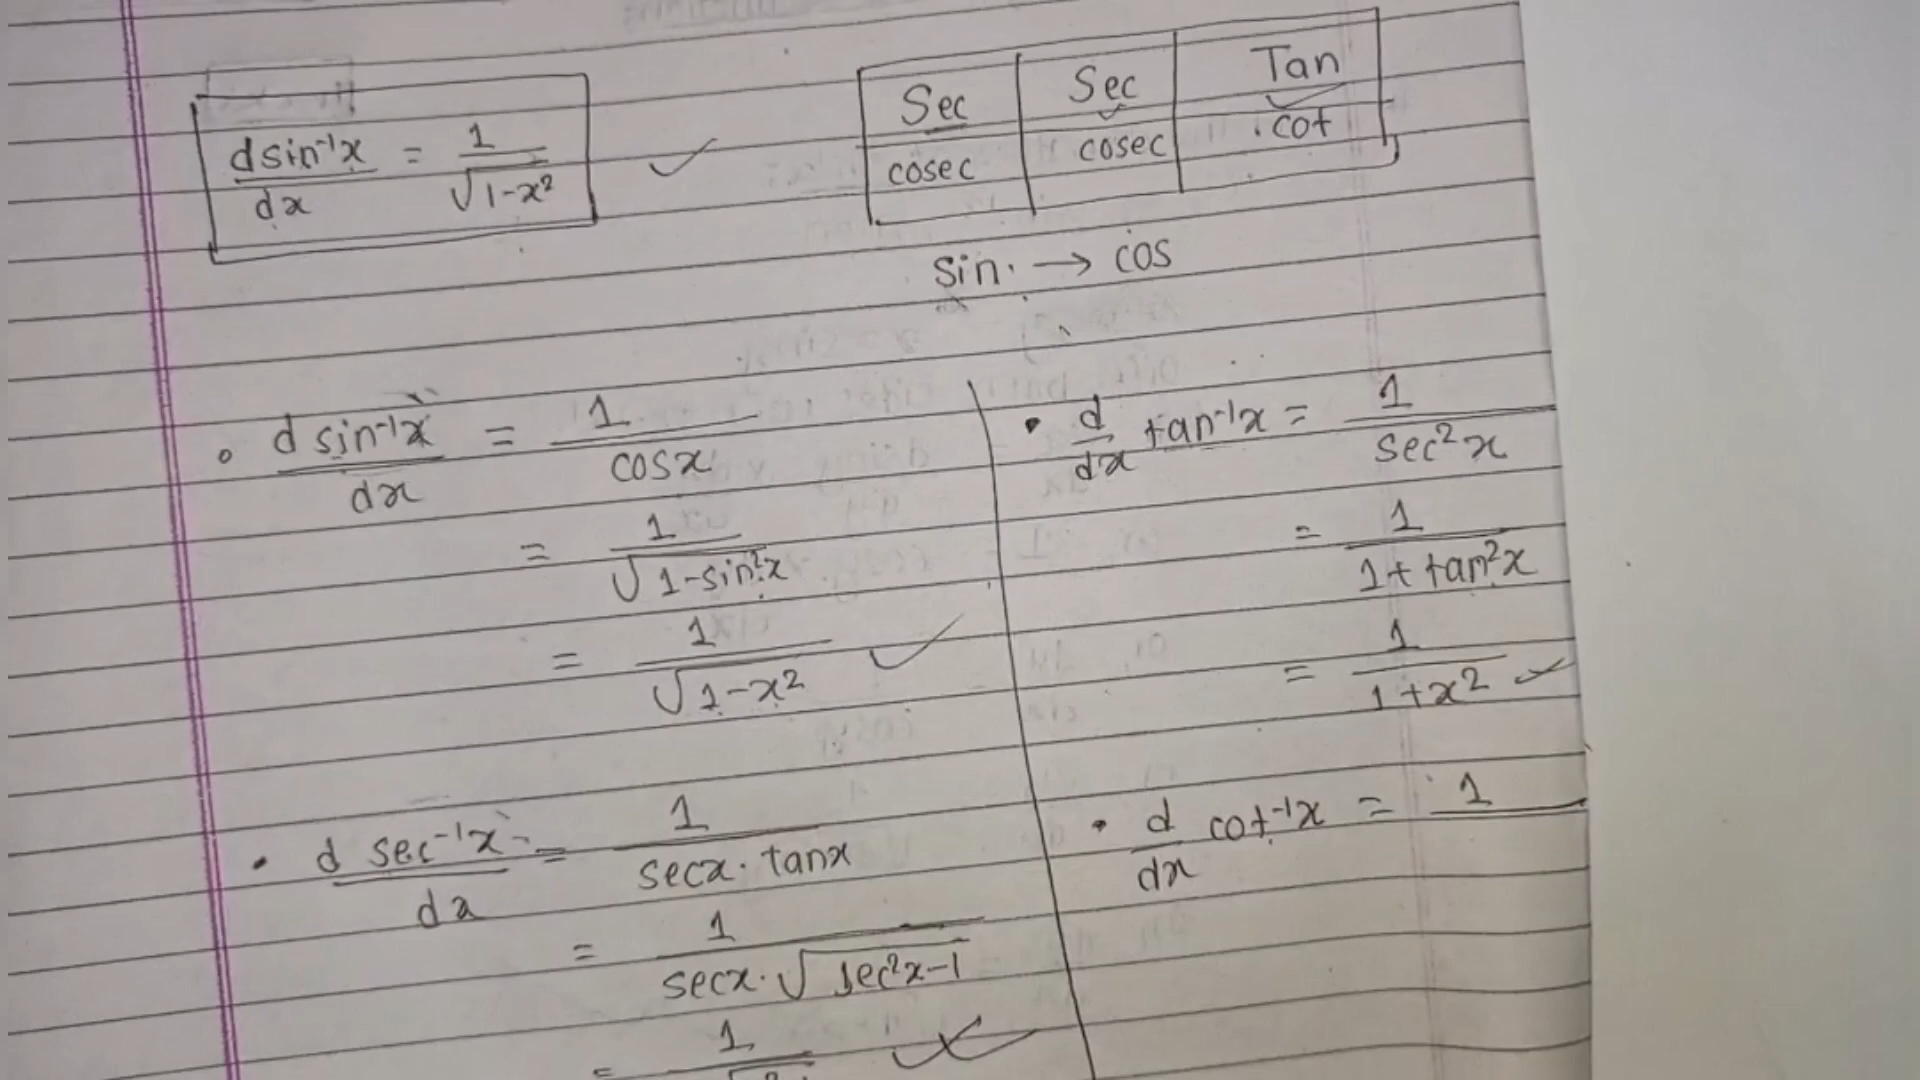 dsin⁻¹x/dx = 1/√1-x²
Sec | Sec | Tan
cosec | cosec | cot
Sin → cos
d sin⁻¹x/dx = 1/cosx
= 1/√1-sin²x
= 1/√1-x²
d sec⁻¹x/dx = 1/secx·tanx
= 1/secx·√sec²x-1
= 1
d/dx tan⁻¹x = 1/sec²x
= 1/1+tan²x
= 1/1+x²
d/dx cot⁻¹x = 1